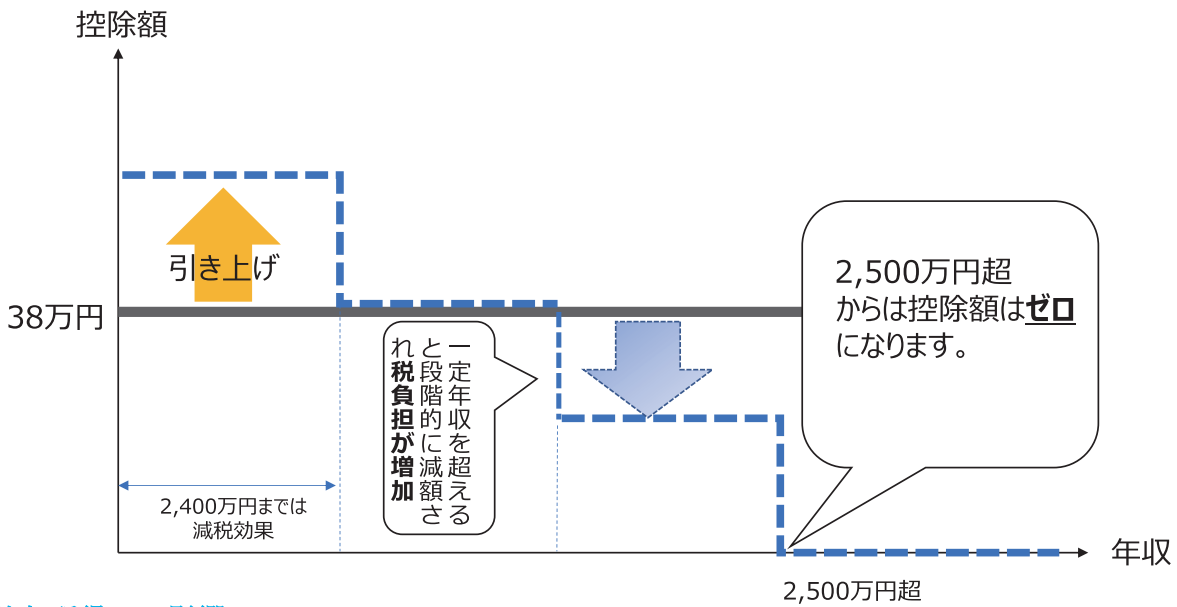 控除額
引き上げ
38万円
一定年収を超える
と段階的に減額さ
れ税負担が増加
2,500万円超
からは控除額はゼロ
になります。
2,400万円までは
減税効果
年収
2,500万円超